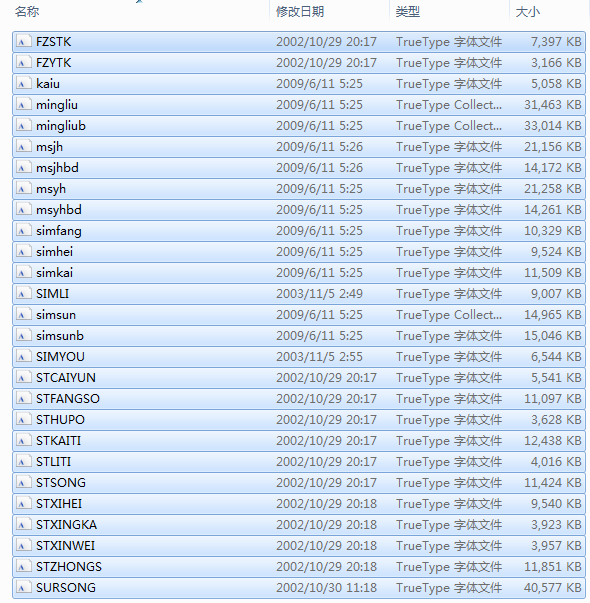 名称 修改日期 类型 大小
FZSTK 2002/10/29 20:17 TrueType 字体文件 7,397 KB
FZYTK 2002/10/29 20:17 TrueType 字体文件 3,166 KB
kaiu 2009/6/11 5:25 TrueType 字体文件 5,058 KB
mingliu 2009/6/11 5:25 TrueType Collect... 31,463 KB
mingliub 2009/6/11 5:25 TrueType Collect... 33,014 KB
msjh 2009/6/11 5:26 TrueType 字体文件 21,156 KB
msjhbd 2009/6/11 5:26 TrueType 字体文件 14,172 KB
msyh 2009/6/11 5:25 TrueType 字体文件 21,258 KB
msyhbd 2009/6/11 5:25 TrueType 字体文件 14,261 KB
simfang 2009/6/11 5:25 TrueType 字体文件 10,329 KB
simhei 2009/6/11 5:25 TrueType 字体文件 9,524 KB
simkai 2009/6/11 5:25 TrueType 字体文件 11,509 KB
SIMLI 2003/11/5 2:49 TrueType 字体文件 9,007 KB
simsun 2009/6/11 5:25 TrueType Collect... 14,965 KB
simsunb 2009/6/11 5:25 TrueType 字体文件 15,046 KB
SIMYOU 2003/11/5 2:55 TrueType 字体文件 6,544 KB
STCAIYUN 2002/10/29 20:17 TrueType 字体文件 5,541 KB
STFANGSO 2002/10/29 20:17 TrueType 字体文件 11,097 KB
STHUPO 2002/10/29 20:17 TrueType 字体文件 3,628 KB
STKAITI 2002/10/29 20:17 TrueType 字体文件 12,438 KB
STLITI 2002/10/29 20:17 TrueType 字体文件 4,016 KB
STSONG 2002/10/29 20:17 TrueType 字体文件 11,424 KB
STXIHEI 2002/10/29 20:18 TrueType 字体文件 9,540 KB
STXINGKA 2002/10/29 20:18 TrueType 字体文件 3,923 KB
STXINWEI 2002/10/29 20:18 TrueType 字体文件 3,957 KB
STZHONGS 2002/10/29 20:18 TrueType 字体文件 11,851 KB
SURSONG 2002/10/30 11:18 TrueType 字体文件 40,577 KB